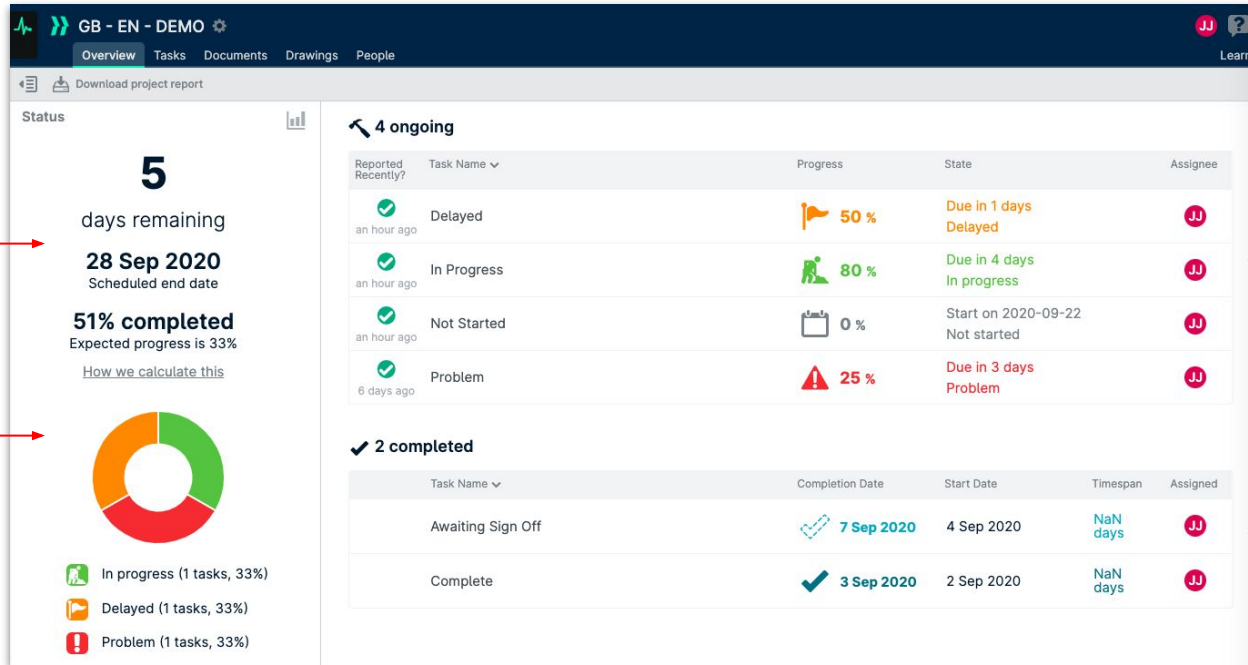 GB - EN - DEMO
JJ
?
Overview Tasks Documents Drawings People
Learn
Download project report
Status
5
days remaining
28 Sep 2020
Scheduled end date
51% completed
Expected progress is 33%
How we calculate this
In progress (1 tasks, 33%)
Delayed (1 tasks, 33%)
Problem (1 tasks, 33%)
4 ongoing
Reported Recently? Task Name Progress State Assignee
an hour ago Delayed 50 % Due in 1 days Delayed JJ
an hour ago In Progress 80 % Due in 4 days In progress JJ
an hour ago Not Started 0 % Start on 2020-09-22 Not started JJ
6 days ago Problem 25 % Due in 3 days Problem JJ
2 completed
Task Name Completion Date Start Date Timespan Assigned
Awaiting Sign Off 7 Sep 2020 4 Sep 2020 NaN days JJ
Complete 3 Sep 2020 2 Sep 2020 NaN days JJ